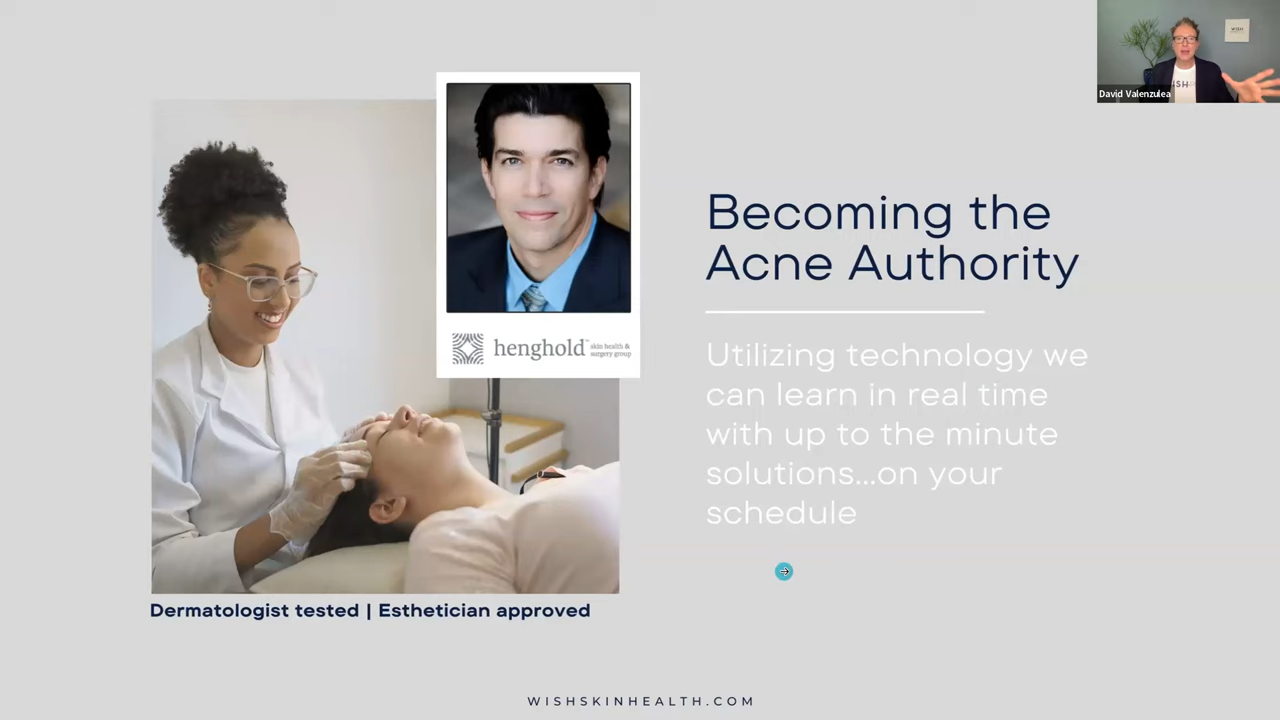 David Valenzulea
Becoming the
Acne Authority
henghold
skin health &
surgery group
Utilizing technology we
can learn in real time
with up to the minute
solutions...on your
schedule
Dermatologist tested | Esthetician approved
WISHSKINHEALTH.COM